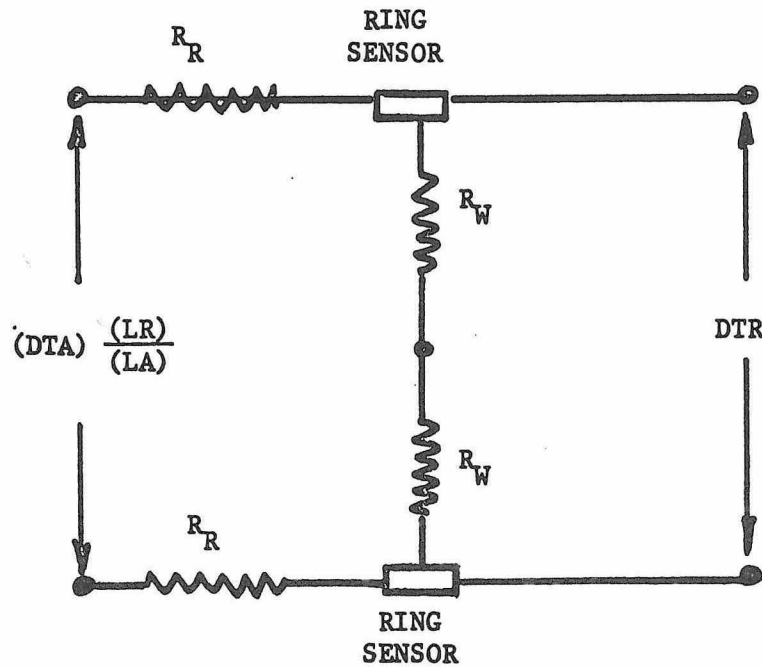 R_R
RING
SENSOR
R_W
(DTA) (LR)
(LA)
DTR
R_W
R_R
RING
SENSOR